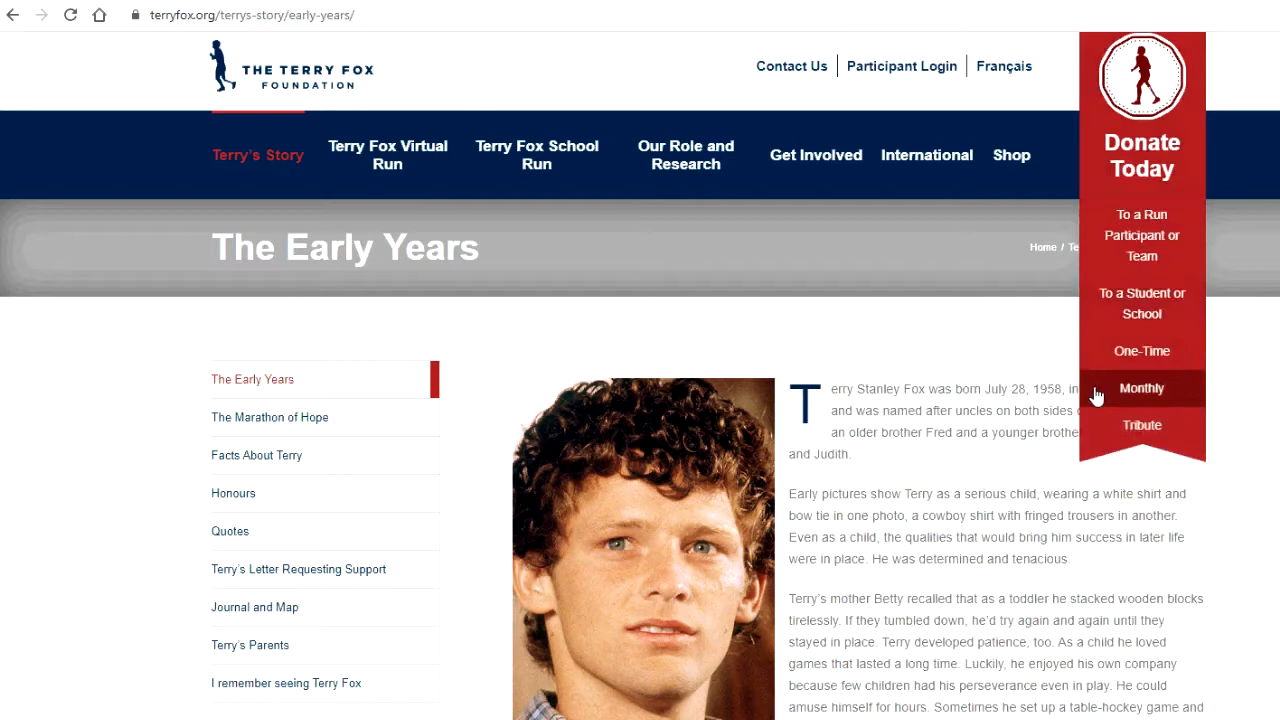 terryfox.org/terrys-story/early-years/
THE TERRY FOX
FOUNDATION
Contact Us
Participant Login
Français
Donate
Today
To a Run
Participant or
Team
To a Student or
School
One-Time
Monthly
Tribute
Terry's Story
Terry Fox Virtual
Run
Terry Fox School
Run
Our Role and
Research
Get Involved
International
Shop
The Early Years
Home / Te
The Early Years
The Marathon of Hope
Facts About Terry
Honours
Quotes
Terry's Letter Requesting Support
Journal and Map
Terry's Parents
I remember seeing Terry Fox
Terry Stanley Fox was born July 28, 1958, in
and was named after uncles on both sides
an older brother Fred and a younger brothe
and Judith.
Early pictures show Terry as a serious child, wearing a white shirt and
bow tie in one photo, a cowboy shirt with fringed trousers in another.
Even as a child, the qualities that would bring him success in later life
were in place. He was determined and tenacious.
Terry's mother Betty recalled that as a toddler he stacked wooden blocks
tirelessly. If they tumbled down, he'd try again and again until they
stayed in place. Terry developed patience, too. As a child he loved
games that lasted a long time. Luckily, he enjoyed his own company
because few children had his perseverance even in play. He could
amuse himself for hours. Sometimes he set up a table-hockey game and